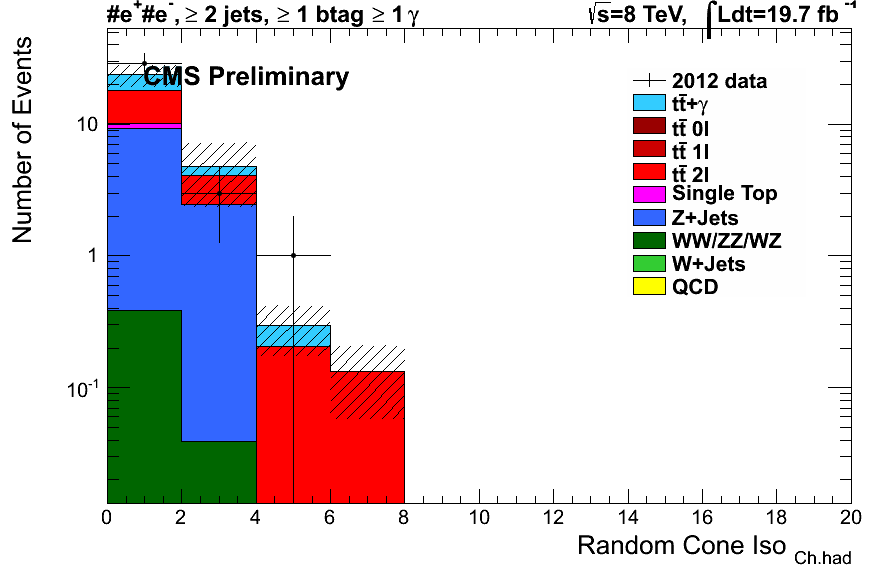 #e⁺#e⁻, ≥ 2 jets, ≥ 1 btag ≥ 1 γ
√s=8 TeV, ∫Ldt=19.7 fb⁻¹
CMS Preliminary
2012 data
tt̄+γ
tt̄ 0l
tt̄ 1l
tt̄ 2l
Single Top
Z+Jets
WW/ZZ/WZ
W+Jets
QCD
Number of Events
10
1
10⁻¹
0 2 4 6 8 10 12 14 16 18 20
Random Cone Iso Ch.had